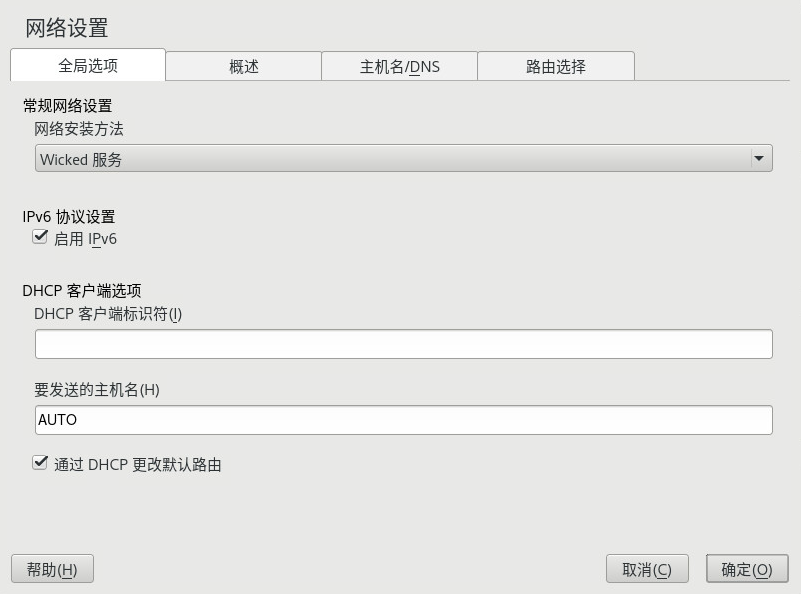 网络设置
全局选项
概述
主机名/DNS
路由选择
常规网络设置
网络安装方法
Wicked 服务
IPv6 协议设置
启用 IPv6
DHCP 客户端选项
DHCP 客户端标识符(I)
要发送的主机名(H)
AUTO
通过 DHCP 更改默认路由
帮助(H)
取消(C)
确定(O)